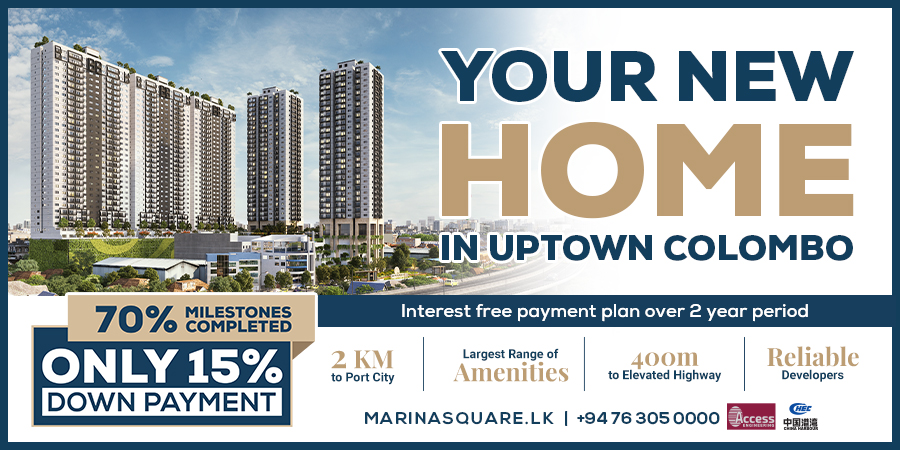 YOUR NEW
HOME
IN UPTOWN COLOMBO
70% MILESTONES
COMPLETED
ONLY 15%
DOWN PAYMENT
Interest free payment plan over 2 year period
2 KM
to Port City
Largest Range of
Amenities
400m
to Elevated Highway
Reliable
Developers
MARINASQUARE.LK | +94 76 305 0000
Access
ENGINEERING
CHEC
中国港湾
CHINA HARBOUR